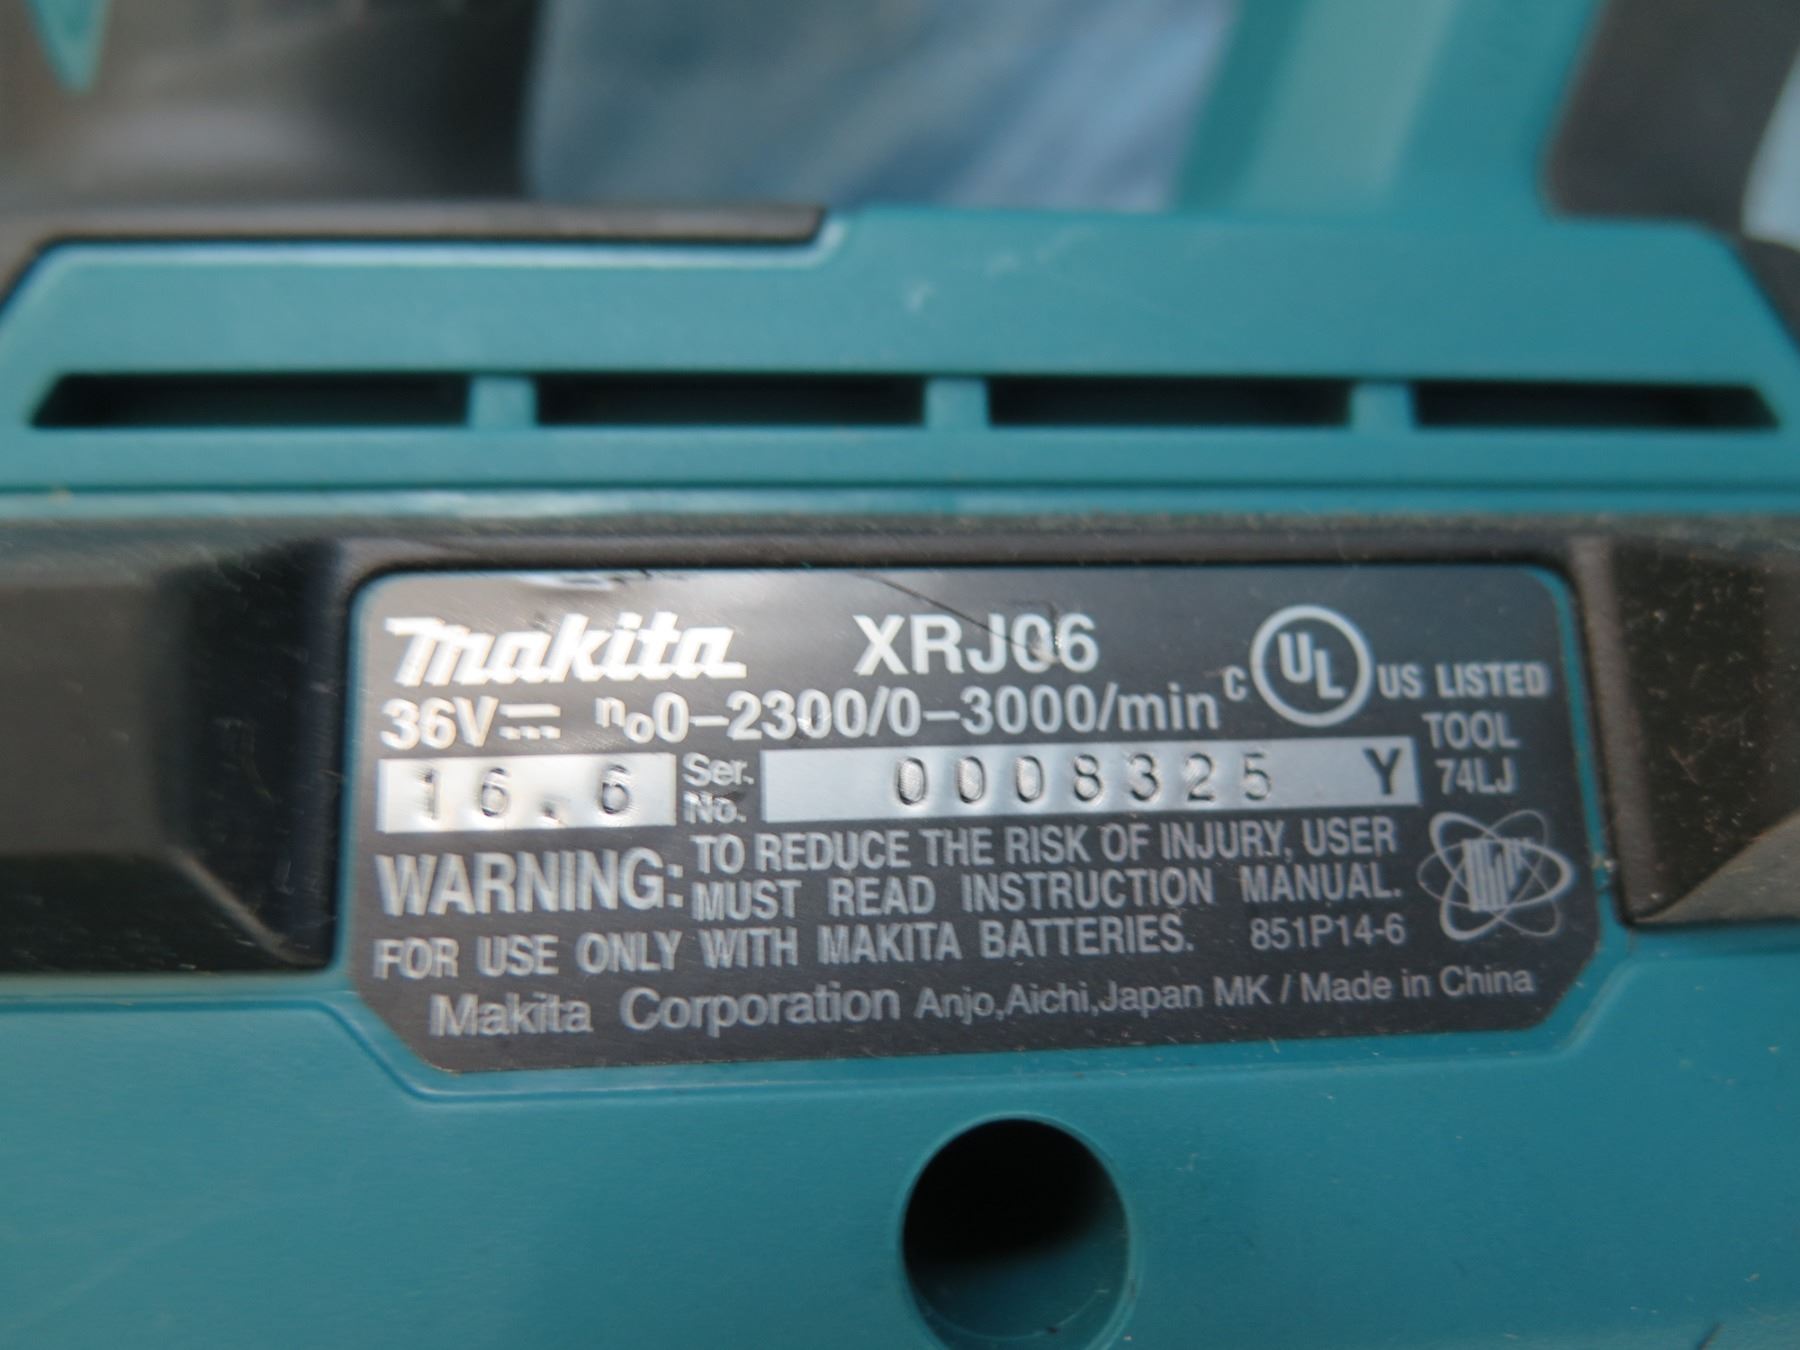 makita XRJ06
36V⎓ no0–2300/0–3000/min C UL US LISTED
TOOL
74LJ
16.6 Ser. No. 0008325 Y
WARNING: TO REDUCE THE RISK OF INJURY, USER
MUST READ INSTRUCTION MANUAL.
FOR USE ONLY WITH MAKITA BATTERIES. 851P14-6
Makita Corporation Anjo,Aichi,Japan MK / Made in China